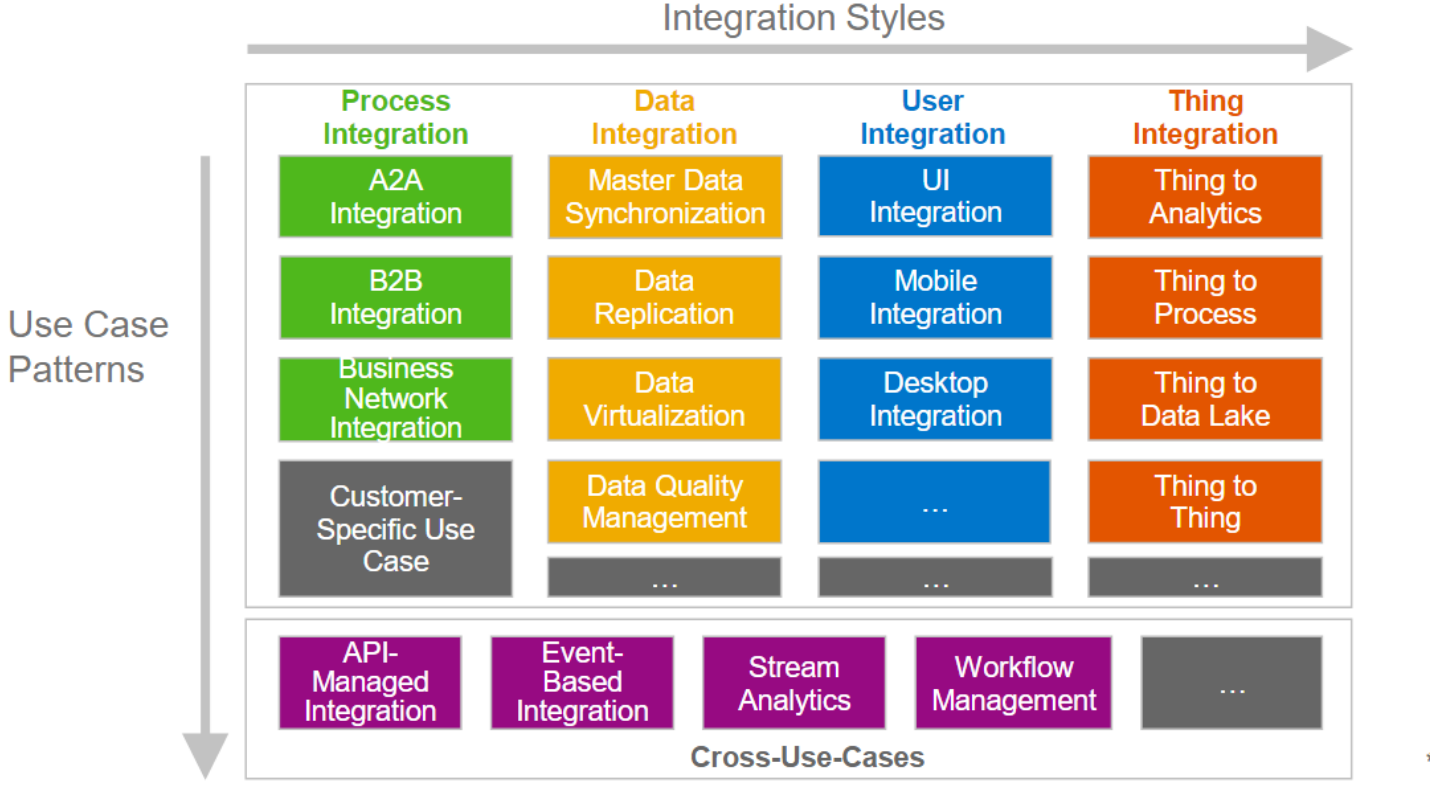 Integration Styles
Process
Integration
Data
Integration
User
Integration
Thing
Integration
Use Case
Patterns
A2A
Integration
Master Data
Synchronization
UI
Integration
Thing to
Analytics
B2B
Integration
Data
Replication
Mobile
Integration
Thing to
Process
Business
Network
Integration
Data
Virtualization
Desktop
Integration
Thing to
Data Lake
Customer-
Specific Use
Case
Data Quality
Management
...
Thing to
Thing
...
...
...
API-
Managed
Integration
Event-
Based
Integration
Stream
Analytics
Workflow
Management
...
Cross-Use-Cases
*